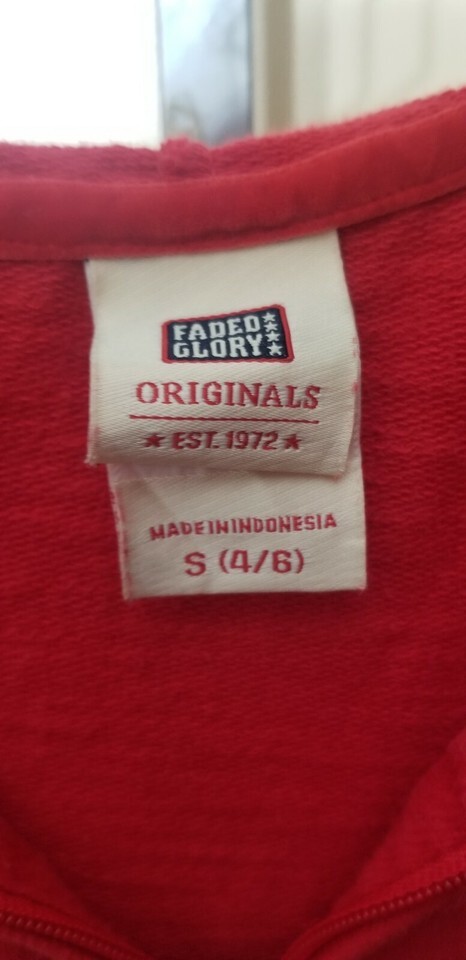 FADED
GLORY
ORIGINALS
★ EST. 1972 ★
MADE IN INDONESIA
S (4/6)